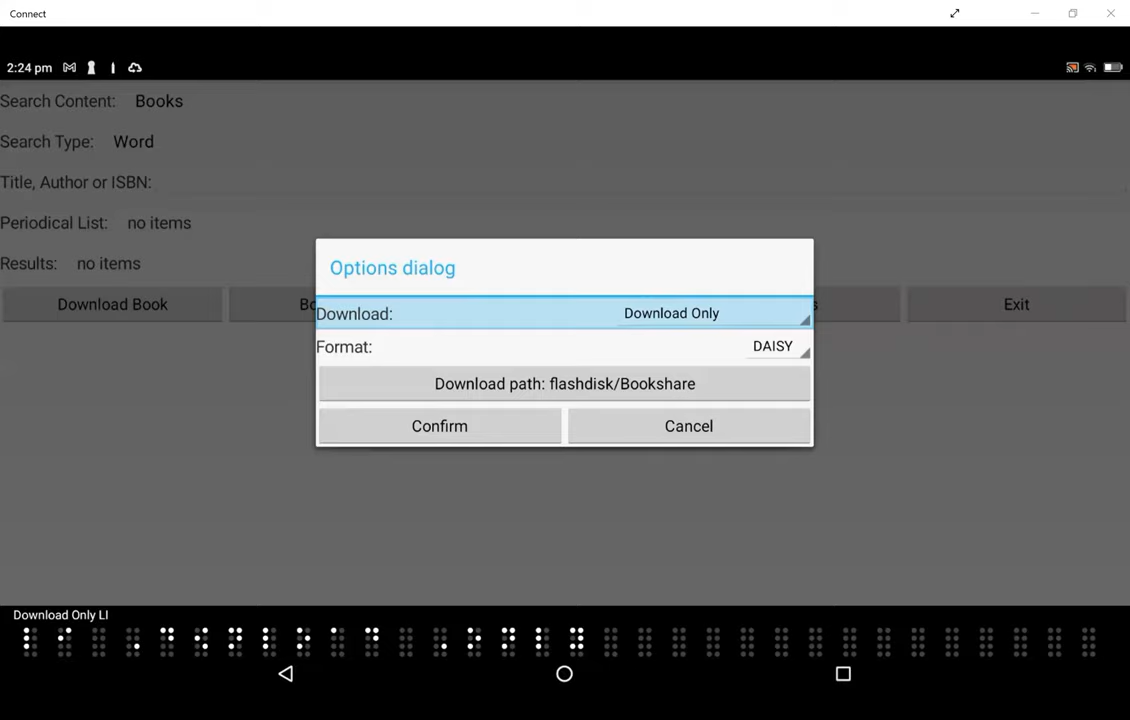 Connect
2:24 pm
Search Content: Books
Search Type: Word
Title, Author or ISBN:
Periodical List: no items
Results: no items
Download Book Exit
Options dialog
Download: Download Only
Format: DAISY
Download path: flashdisk/Bookshare
Confirm Cancel
Download Only LI